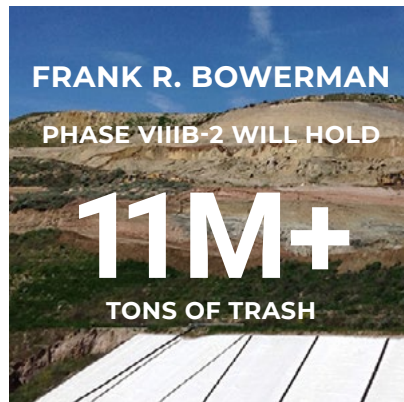 FRANK R. BOWERMAN
PHASE VIIIB-2 WILL HOLD
11M+
TONS OF TRASH